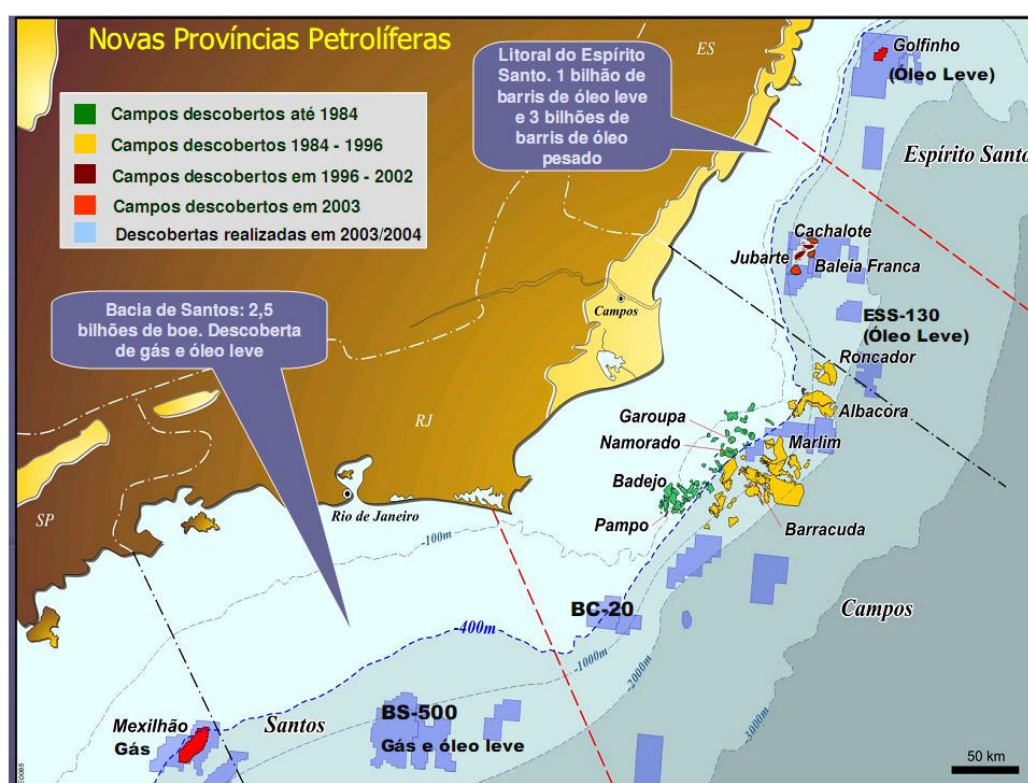 Novas Províncias Petrolíferas
Campos descobertos até 1984
Campos descobertos 1984 - 1996
Campos descobertos em 1996 - 2002
Campos descobertos em 2003
Descobertas realizadas em 2003/2004
Litoral do Espírito
Santo. 1 bilhão de
barris de óleo leve
e 3 bilhões de
barris de óleo
pesado
ES
Golfinho
(Óleo Leve)
Espírito Santo
Cachalote
Jubarte
Baleia Franca
ESS-130
(Óleo Leve)
Roncador
Albacora
Campos
Bacia de Santos: 2,5
bilhões de boe. Descoberta
de gás e óleo leve
Garoupa
Namorado
Marlim
Badejo
Pampo
Barracuda
RJ
SP
Rio de Janeiro
-100m
BC-20
Campos
-400m
-1000m
-2000m
-3000m
Mexilhão
Gás
Santos
BS-500
Gás e óleo leve
50 km